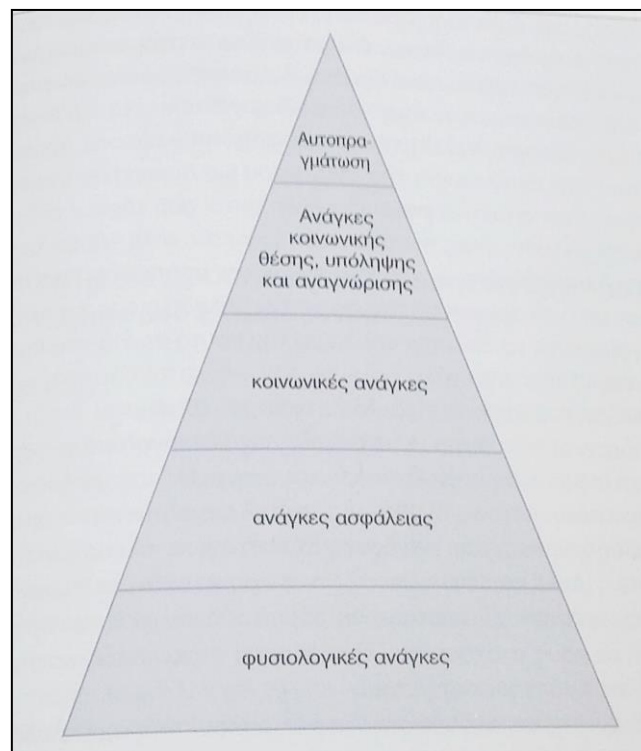 Αυτοπρα-
γμάτωση
Ανάγκες
κοινωνικής
θέσης, υπόληψης
και αναγνώρισης
κοινωνικές ανάγκες
ανάγκες ασφάλειας
φυσιολογικές ανάγκες